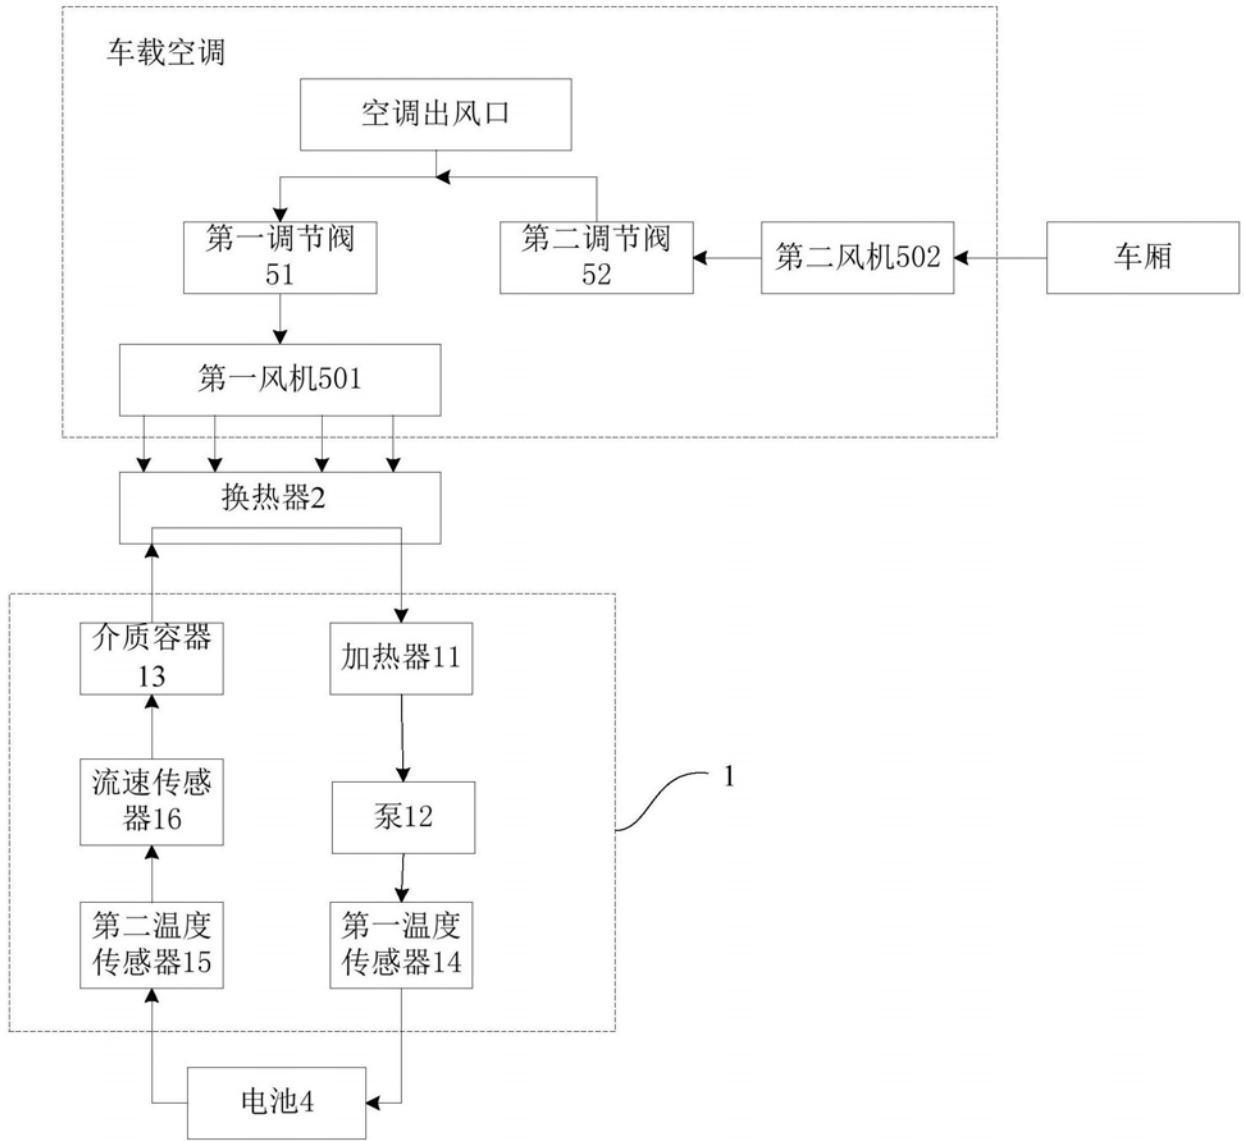 车载空调
空调出风口
第一调节阀
51
第二调节阀
52
第二风机502
车厢
第一风机501
换热器2
介质容器
13
加热器11
流速传感
器16
泵12
1
第二温度
传感器15
第一温度
传感器14
电池4